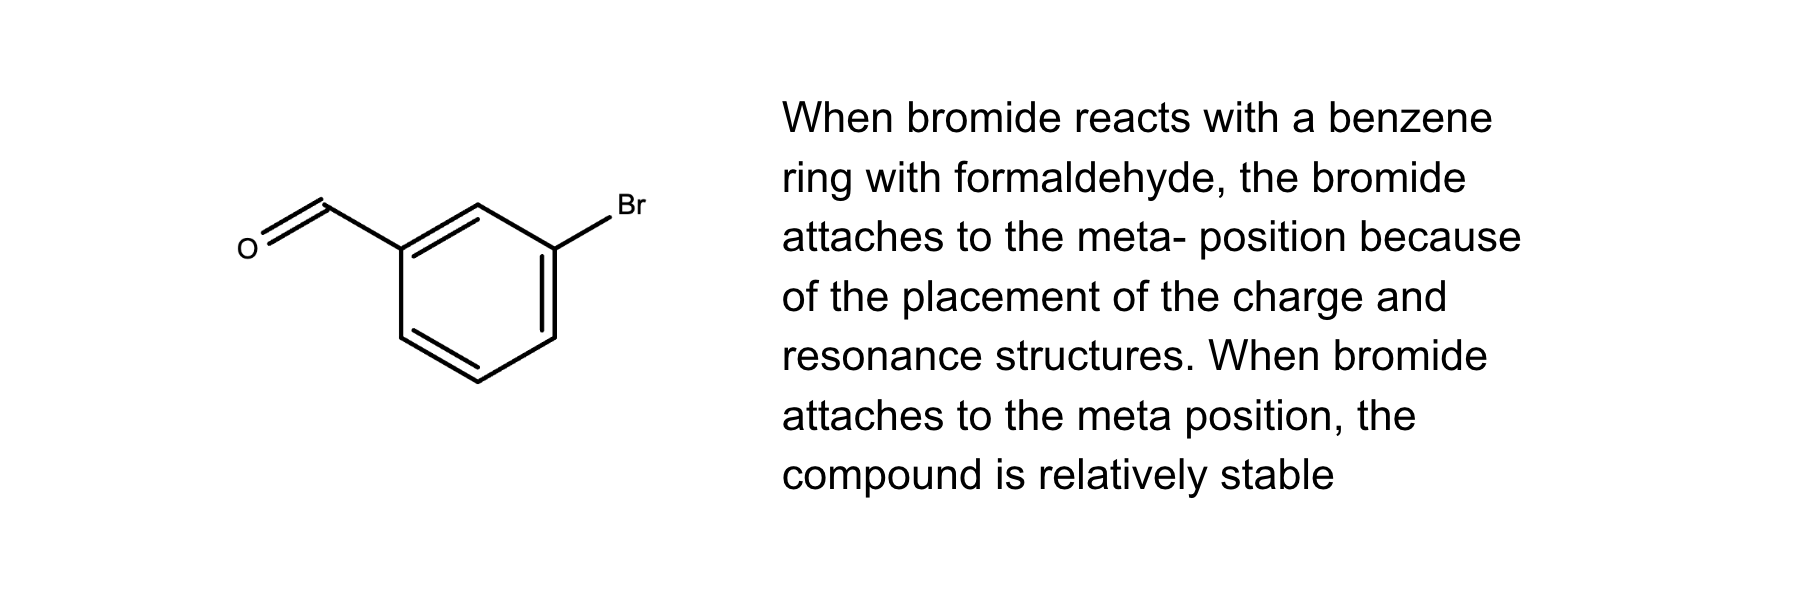 O
Br
When bromide reacts with a benzene
ring with formaldehyde, the bromide
attaches to the meta- position because
of the placement of the charge and
resonance structures. When bromide
attaches to the meta position, the
compound is relatively stable